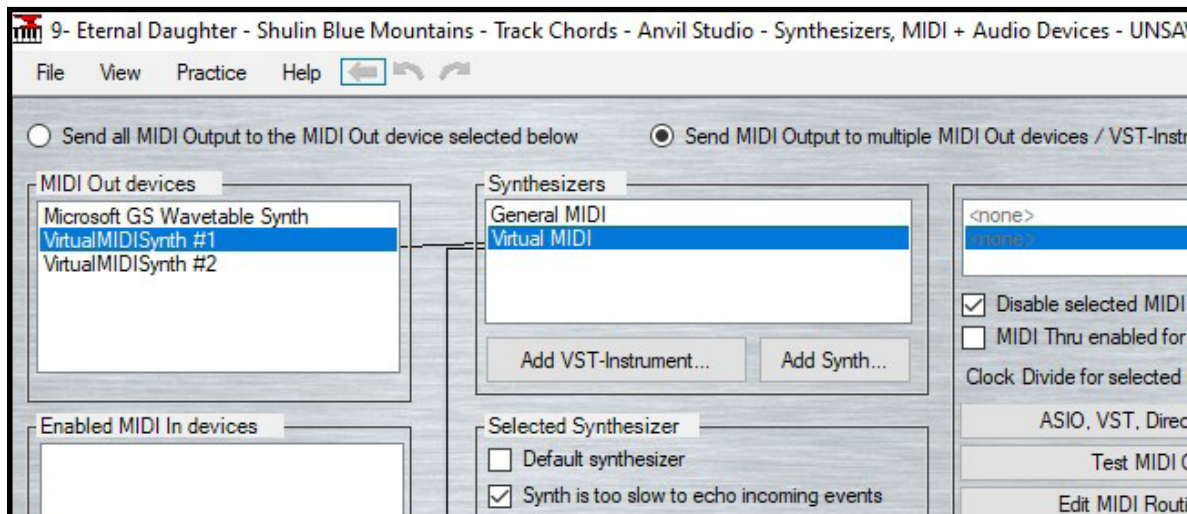 9- Eternal Daughter - Shulin Blue Mountains - Track Chords - Anvil Studio - Synthesizers, MIDI + Audio Devices - UNSA
File View Practice Help
Send all MIDI Output to the MIDI Out device selected below
Send MIDI Output to multiple MIDI Out devices / VST-Instr
MIDI Out devices
Microsoft GS Wavetable Synth
VirtualMIDISynth #1
VirtualMIDISynth #2
Synthesizers
General MIDI
Virtual MIDI
Add VST-Instrument... Add Synth...
<none>
<none>
Disable selected MIDI
MIDI Thru enabled for
Clock Divide for selected
ASIO, VST, Direc
Test MIDI
Edit MIDI Routi
Enabled MIDI In devices
Selected Synthesizer
Default synthesizer
Synth is too slow to echo incoming events